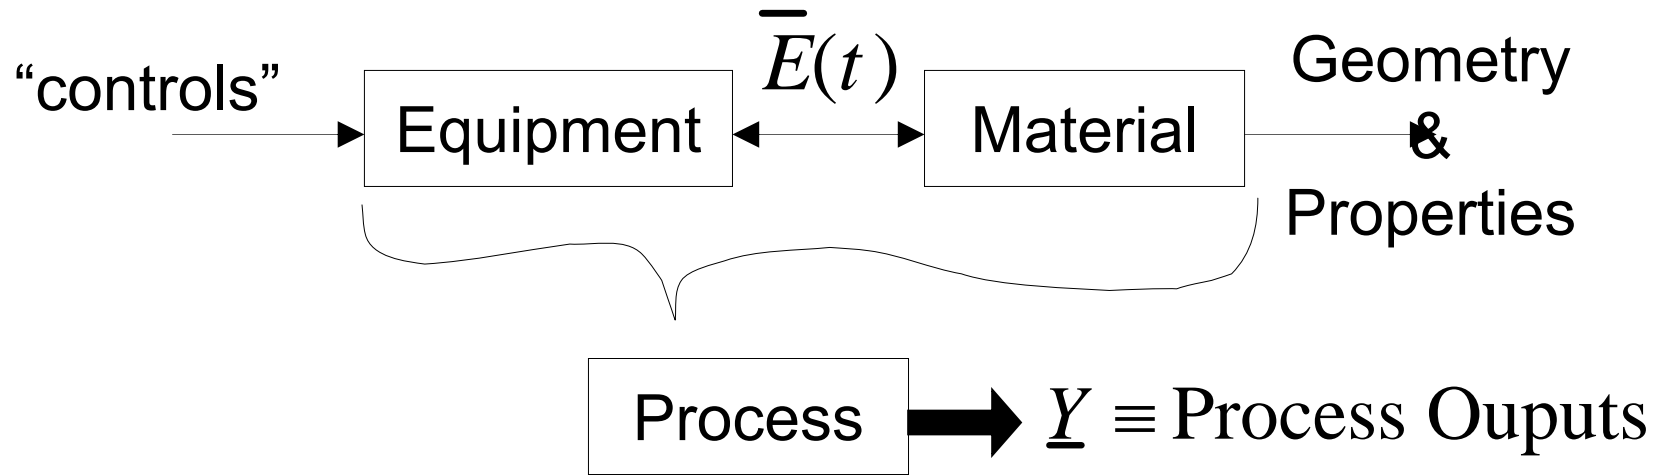 “controls”
Equipment
E̅(t)
Material
Geometry
&
Properties
Process
Y̲ ≡ Process Ouputs